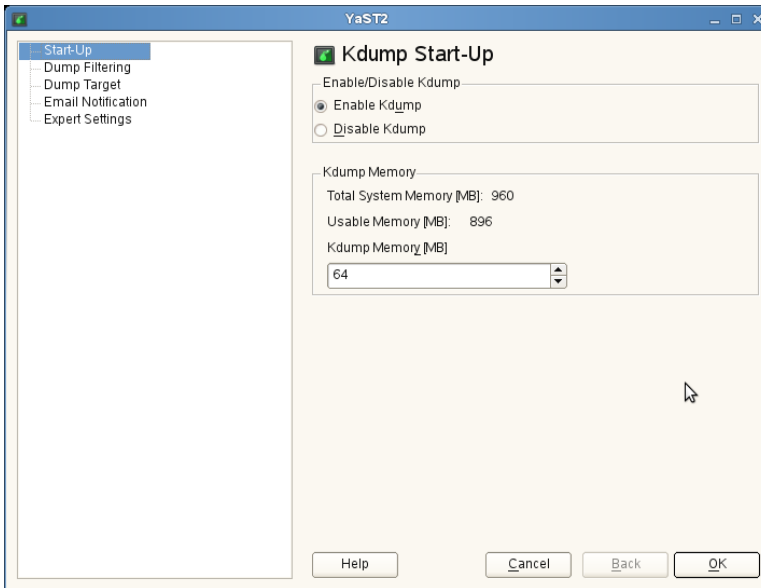 YaST2
Start-Up
Dump Filtering
Dump Target
Email Notification
Expert Settings
Kdump Start-Up
Enable/Disable Kdump
Enable Kdump
Disable Kdump
Kdump Memory
Total System Memory [MB]: 960
Usable Memory [MB]: 896
Kdump Memory [MB]
64
Help
Cancel
Back
OK